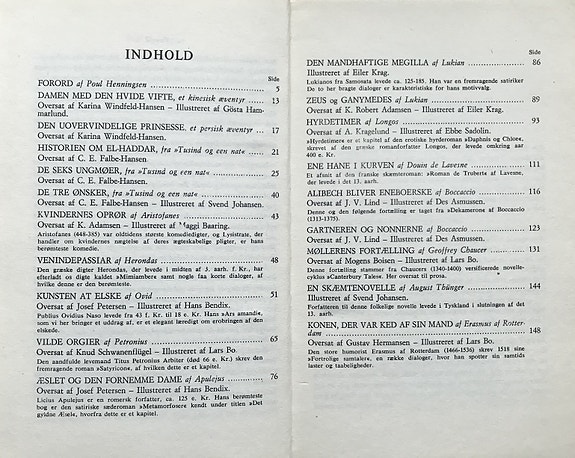 INDHOLD
Side
FORORD af Poul Henningsen 5
DAMEN MED DEN HVIDE VIFTE, et kinesisk æventyr 13
Oversat af Karina Windfeld-Hansen – Illustreret af Gösta Ham-
marlund.
DEN UOVERVINDELIGE PRINSESSE, et persisk æventyr 17
Oversat af Karina Windfeld-Hansen.
HISTORIEN OM EL-HADDAR, fra »Tusind og een nat« 21
Oversat af C. E. Falbe-Hansen
DE SEKS UNGMØER, fra »Tusind og een nat« 25
Oversat af C. E. Falbe-Hansen.
DE TRE ØNSKER, fra »Tusind og een nat« 40
Oversat af C. E. Falbe-Hansen – Illustreret af Svend Johansen.
KVINDERNES OPRØR af Aristofanes 43
Oversat af K. Adamsen – Illustreret af Maggi Baaring.
Aristofanes (448-385) var oldtidens største komediedigter, og Lysistrate, der
handler om kvindernes nægtelse af deres ægteskabelige pligter, er hans
berømteste komedie.
VENINDEPASSIAR af Herondas 48
Den græske digter Herondas, der levede i midten af 3. aarh. f. Kr., har
efterladt os digte kaldet »Mimiamber« samt nogle faa korte dialoger, af
hvilke denne er den berømteste.
KUNSTEN AT ELSKE af Ovid 51
Oversat af Josef Petersen – Illustreret af Hans Bendix.
Publius Ovidius Naso levede fra 43 f. Kr. til 18 e. Kr. Hans »Ars amandi«,
som vi her bringer et uddrag af, er et elegant læredigt om erobringen af den
elskede.
VILDE ORGIER af Petronius 65
Oversat af Knud Schwanenflügel – Illustreret af Lars Bo
Den aandfulde levemand Titus Petronius Arbiter (død 66 e. Kr.) skrev den
fremragende roman »Satyricon«, af hvilken dette er et kapitel.
ÆSLET OG DEN FORNEMME DAME af Apulejus 76
Oversat af Josef Petersen – Illustreret af Hans Bendix.
Licius Apulejus er en romersk forfatter, ca. 125 e. Kr. Hans berømteste
bog er den satiriske sæderoman »Metamorfoser« kendt under titlen »Det
gyldne Æsel«, hvorfra dette er et kapitel.
Side
DEN MANDHAFTIGE MEGILLA af Lukian 86
Illustreret af Eiler Krag.
Lukianos fra Samosata levede ca. 125-185. Han var en fremragende satiriker
De to her bragte dialoger er karakteristiske for hans motivvalg.
ZEUS OG GANYMEDES af Lukian 89
Oversat af K. Robert Adamsen – Illustreret af Eiler Krag.
HYRDETIMER af Longos 93
Oversat af A. Kragelund – Illustreret af Ebbe Sadolin.
»Hyrdetimer« er et kapitel af den erotiske hyrderoman »Daphnis og Chloe«,
skrevet af den græske romanforfatter Longos, der levede omkring aar
400 e. Kr.
ENE HANE I KURVEN af Douin de Lavesne 111
Et afsnit af den franske skæmteroman: »Roman de Truberts af Lavesne,
der levede i det 13. aarh.
ALIBECH BLIVER ENEBOERSKE af Boccaccio 116
Oversat af J. V. Lind – Illustreret af Des Asmussen.
Denne og den følgende fortælling er taget fra »Dekamerone« af Boccaccio
(1313-1375).
GARTNEREN OG NONNERNE af Boccaccio 123
Oversat af J. V. Lind – Illustreret af Des Asmussen.
MØLLERENS FORTÆLLING af Geoffrey Chaucer 131
Oversat af Mogens Boisen – Illustreret af Lars Bo.
Denne fortælling stammer fra Chaucers (1340-1400) versificerede novelle-
cyklus »Canterbury Tales«. Her oversat til prosa.
EN SKÆMTENOVELLE af August Thünger 144
Illustreret af Svend Johansen.
Forfatteren til denne folkelige novelle levede i Tyskland i slutningen af det
13. aarh.
KONEN, DER VAR KED AF SIN MAND af Erasmus af Rotter-
dam 148
Oversat af Gustav Hermansen – Illustreret af Lars Bo.
Den store humorist Erasmus af Rotterdam (1466-1536) skrev 1518 sine
»Fortrolige samtaler«, en række dialoger, hvor han spotter sin samtids
laster og taabeligheder.